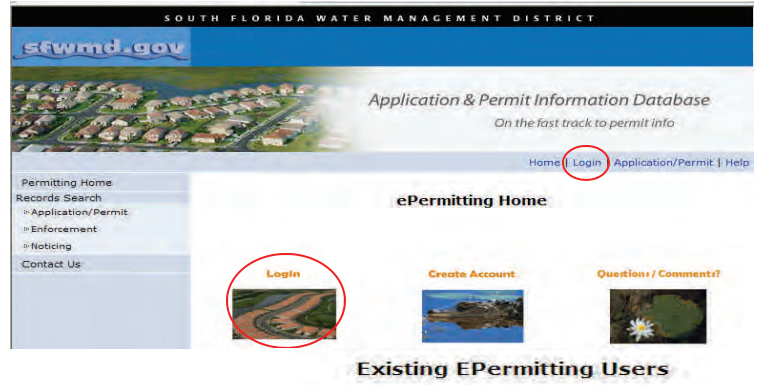 SOUTH FLORIDA WATER MANAGEMENT DISTRICT
sfwmd.gov
Application & Permit Information Database
On the fast track to permit info
Home | Login | Application/Permit | Help
Permitting Home
Records Search
» Application/Permit
» Enforcement
» Noticing
Contact Us
ePermitting Home
Login
Create Account
Questions / Comments?
Existing EPermitting Users